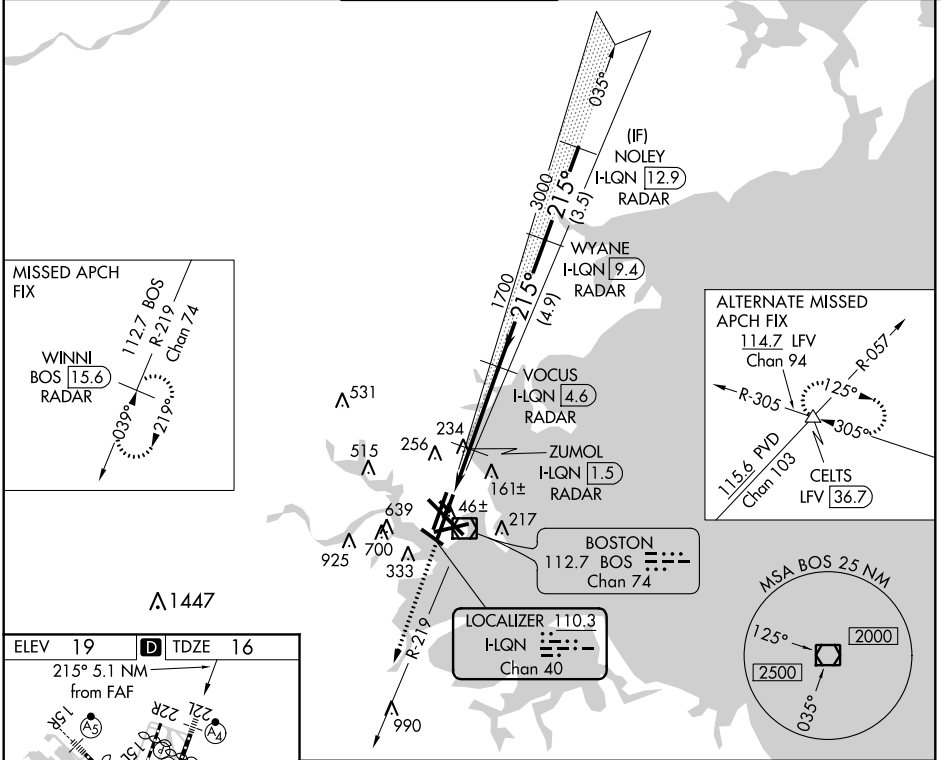 035°
(IF)
NOLEY
I-LQN 12.9
RADAR
3000
215°
(3.5)
WYANE
I-LQN 9.4
RADAR
1700
215°
(4.9)
MISSED APCH
FIX
112.7 BOS
R-219
Chan 74
WINNI
BOS 15.6
RADAR
039°
219°
ALTERNATE MISSED
APCH FIX
114.7 LFV
Chan 94
R-057
R-305
125°
305°
115.6 PVD
Chan 103
CELTS
LFV 36.7
VOCUS
I-LQN 4.6
RADAR
531
234
256
515
ZUMOL
I-LQN 1.5
RADAR
161±
46±
217
639
700
925
333
BOSTON
112.7 BOS
Chan 74
1447
R-219
LOCALIZER 110.3
I-LQN
Chan 40
990
MSA BOS 25 NM
125°
2000
2500
035°
ELEV 19 D TDZE 16
215° 5.1 NM
from FAF
15R
A5
22R
22L
A4
15L
P